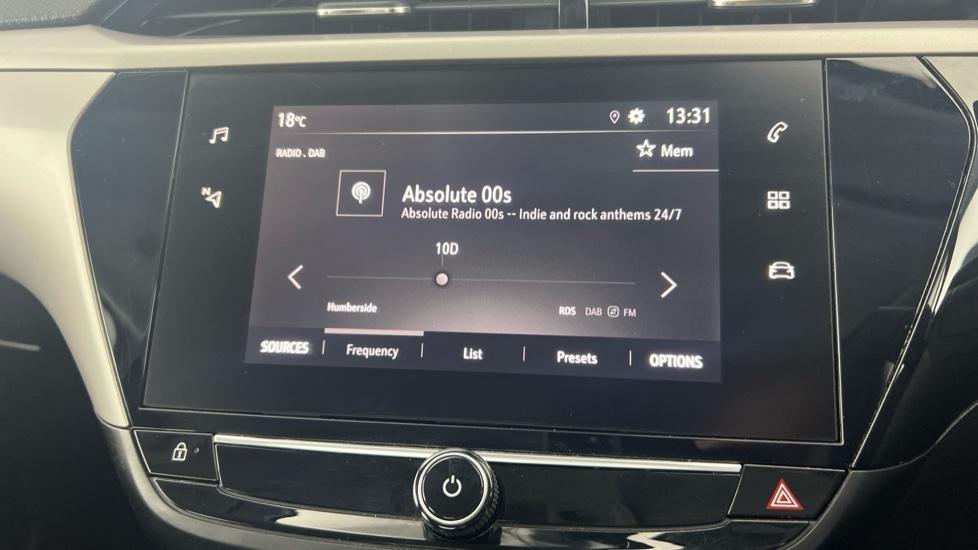 18°C 13:31
RADIO . DAB
Mem
Absolute 00s
Absolute Radio 00s -- Indie and rock anthems 24/7
10D
N
Humberside RDS DAB FM
SOURCES Frequency List Presets OPTIONS